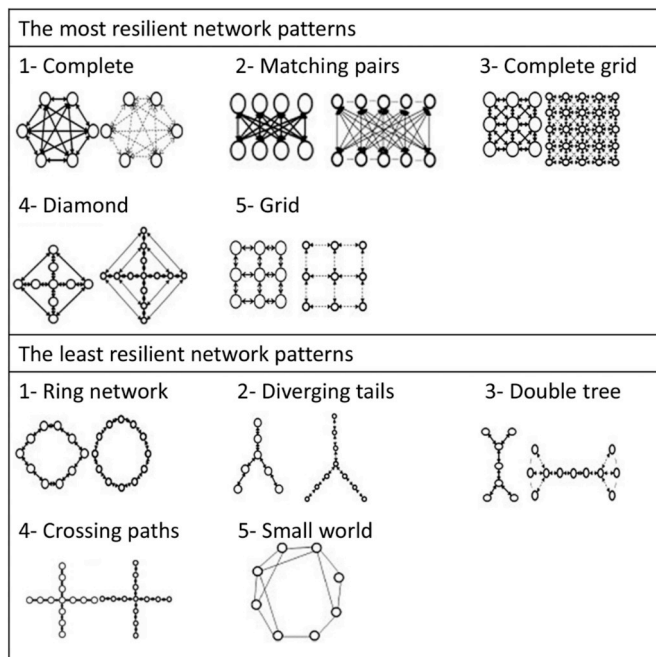 The most resilient network patterns
1- Complete
2- Matching pairs
3- Complete grid
4- Diamond
5- Grid
The least resilient network patterns
1- Ring network
2- Diverging tails
3- Double tree
4- Crossing paths
5- Small world